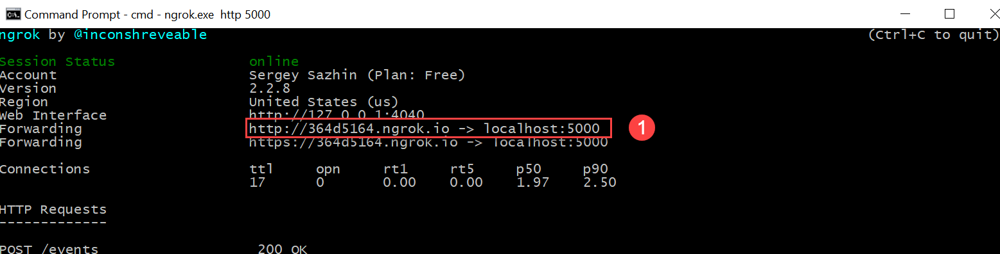 Command Prompt - cmd - ngrok.exe  http 5000
ngrok by @inconshreveable (Ctrl+C to quit)
Session Status online
Account Sergey Sazhin (Plan: Free)
Version 2.2.8
Region United States (us)
Web Interface http://127.0.0.1:4040
Forwarding http://364d5164.ngrok.io -> localhost:5000
1
Forwarding https://364d5164.ngrok.io -> localhost:5000
Connections ttl opn rt1 rt5 p50 p90
17 0 0.00 0.00 1.97 2.50
HTTP Requests
-------------
POST /events 200 OK